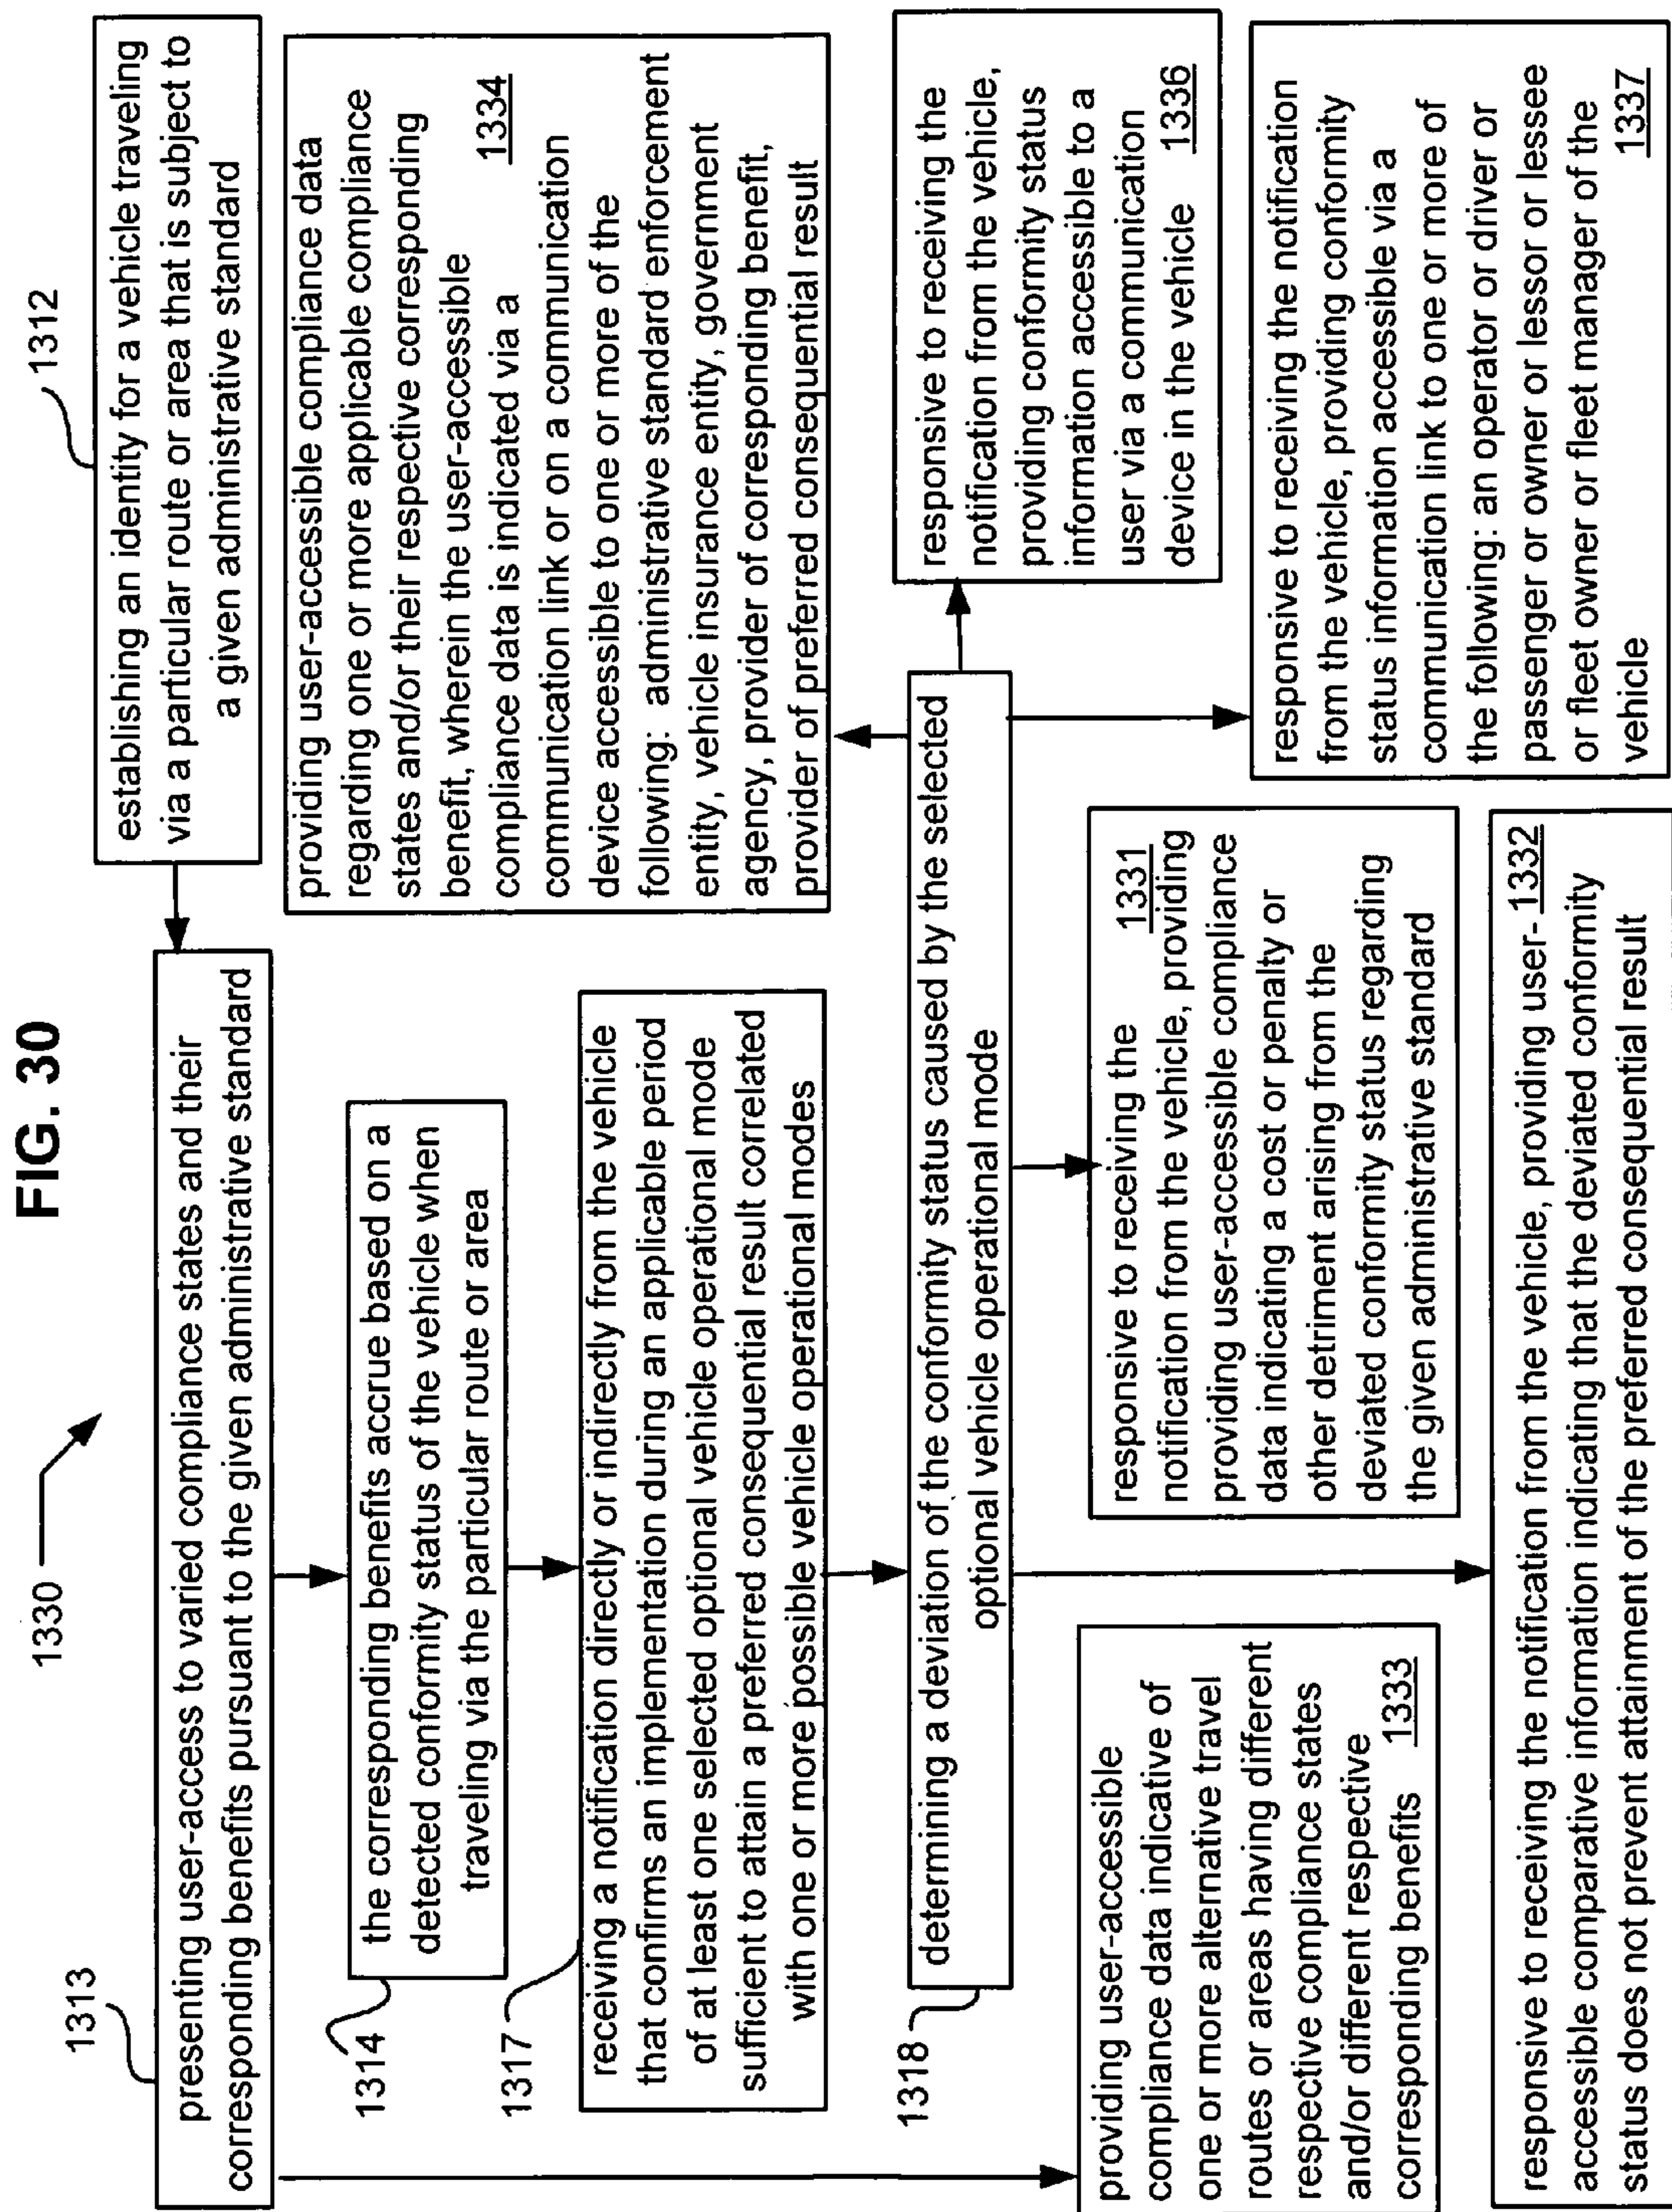 FIG. 30
1330
1312
establishing an identity for a vehicle traveling
via a particular route or area that is subject to
a given administrative standard
1313
presenting user-access to varied compliance states and their
corresponding benefits pursuant to the given administrative standard
1314
the corresponding benefits accrue based on a
detected conformity status of the vehicle when
traveling via the particular route or area
1317
receiving a notification directly or indirectly from the vehicle
that confirms an implementation during an applicable period
of at least one selected optional vehicle operational mode
sufficient to attain a preferred consequential result correlated
with one or more possible vehicle operational modes
providing user-accessible compliance data
regarding one or more applicable compliance
states and/or their respective corresponding
benefit, wherein the user-accessible 1334
compliance data is indicated via a
communication link or on a communication
device accessible to one or more of the
following: administrative standard enforcement
entity, vehicle insurance entity, government
agency, provider of corresponding benefit,
provider of preferred consequential result
1318
determining a deviation of the conformity status caused by the selected
optional vehicle operational mode
responsive to receiving the
notification from the vehicle,
providing conformity status
information accessible to a
user via a communication
device in the vehicle 1336
providing user-accessible
compliance data indicative of
one or more alternative travel
routes or areas having different
respective compliance states
and/or different respective
corresponding benefits 1333
responsive to receiving the 1331
notification from the vehicle, providing
providing user-accessible compliance
data indicating a cost or penalty or
other detriment arising from the
deviated conformity status regarding
the given administrative standard
responsive to receiving the notification
from the vehicle, providing conformity
status information accessible via a
communication link to one or more of
the following: an operator or driver or
passenger or owner or lessor or lessee
or fleet owner or fleet manager of the
vehicle 1337
responsive to receiving the notification from the vehicle, providing user- 1332
accessible comparative information indicating that the deviated conformity
status does not prevent attainment of the preferred consequential result